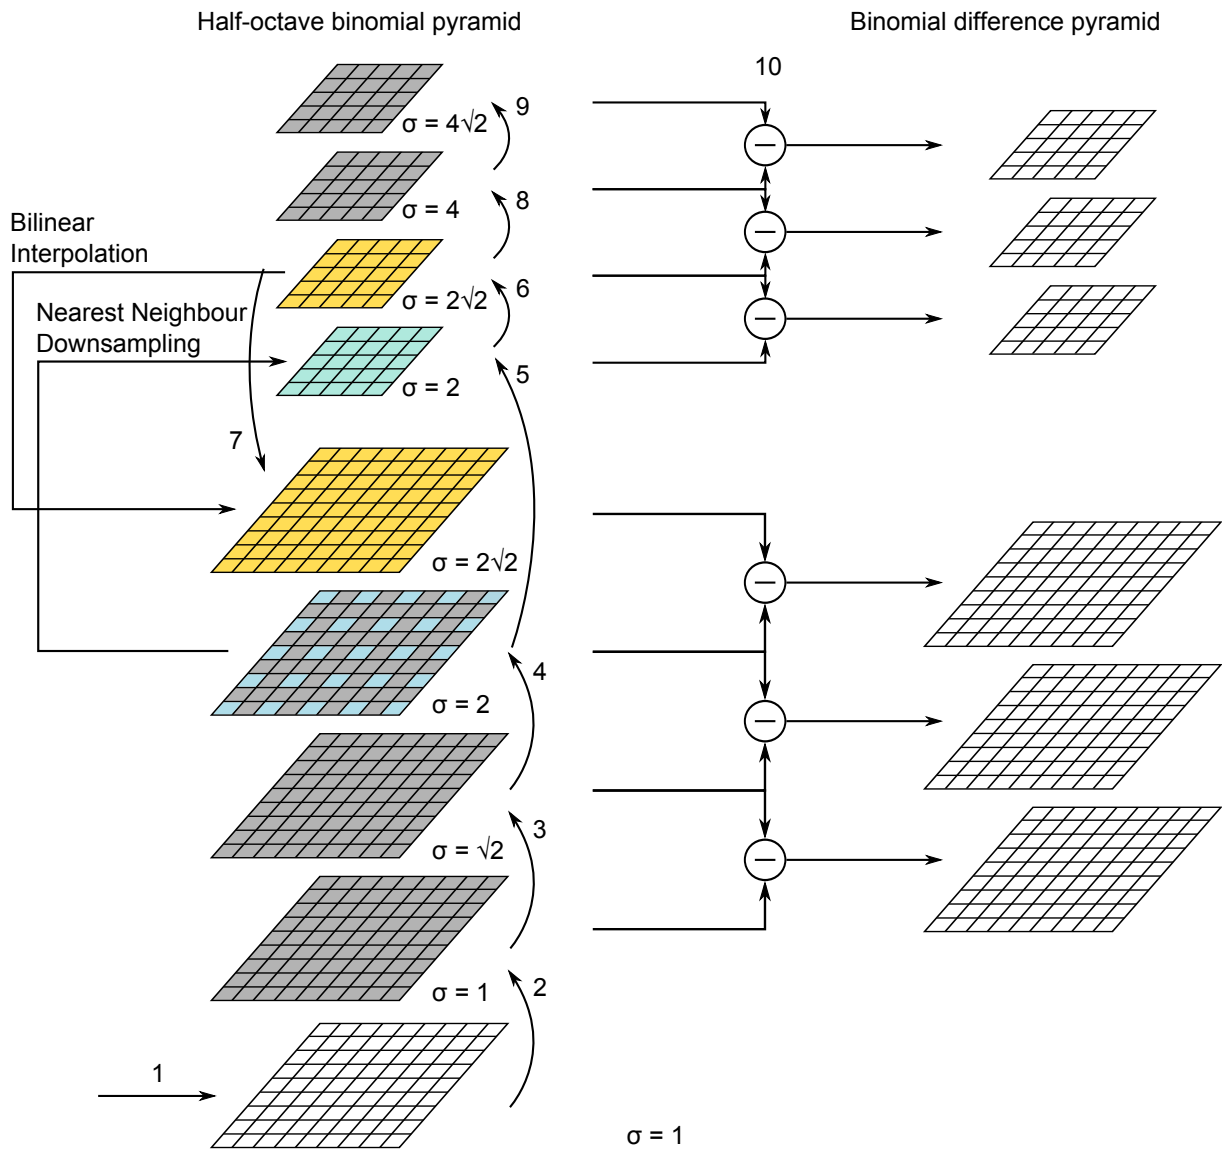 Half-octave binomial pyramid
Binomial difference pyramid
10
9
σ = 4√2
8
σ = 4
Bilinear
Interpolation
6
σ = 2√2
Nearest Neighbour
Downsampling
5
σ = 2
7
σ = 2√2
4
σ = 2
3
σ = √2
2
σ = 1
1
σ = 1